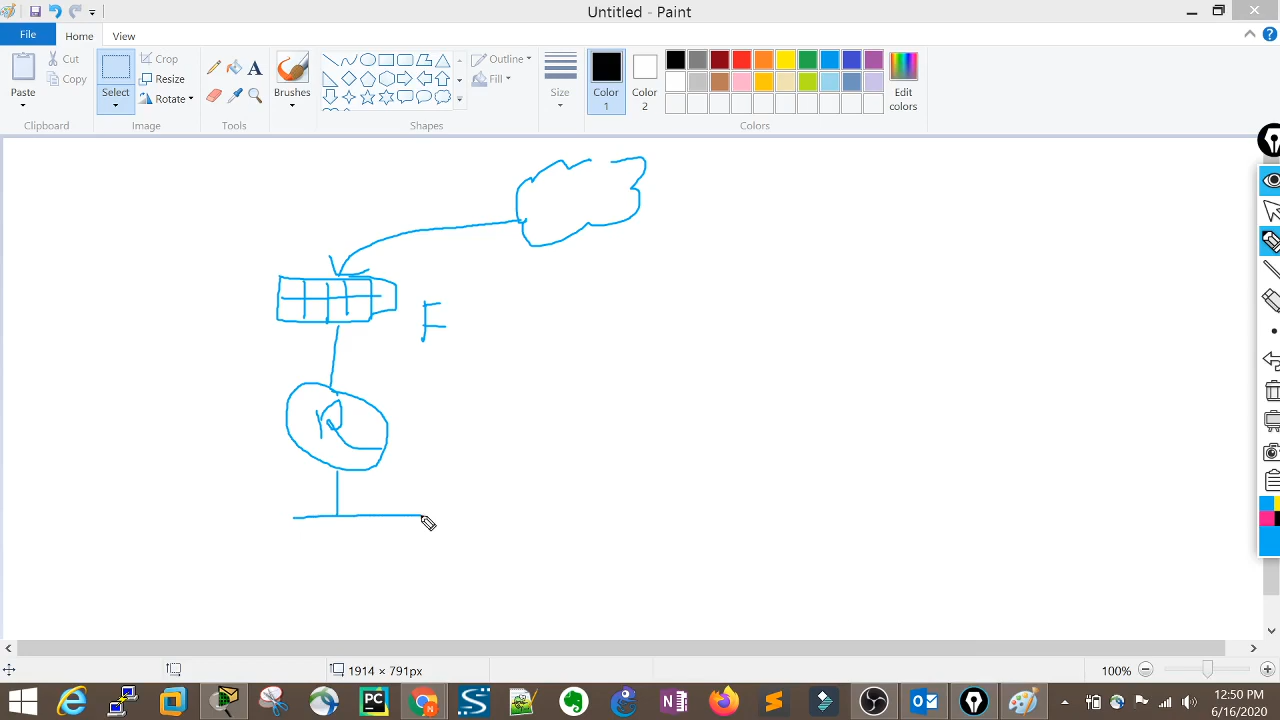 Untitled - Paint
File
Home
View
Paste
Cut
Copy
Clipboard
Select
Crop
Resize
Rotate
Image
A
Tools
Brushes
Outline
Fill
Shapes
Size
Color 1
Color 2
Edit colors
Colors
F
R
1914 × 791px
100%
PC
S
N
12:50 PM
6/16/2020